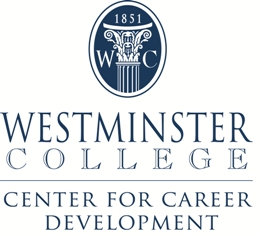 1851
W C
WESTMINSTER
COLLEGE
CENTER FOR CAREER
DEVELOPMENT